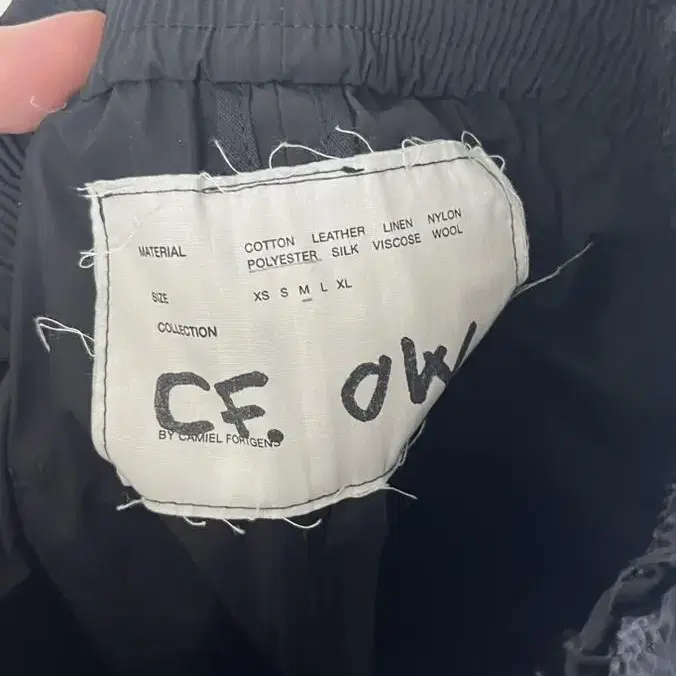 MATERIAL COTTON LEATHER LINEN NYLON
POLYESTER SILK VISCOSE WOOL
SIZE XS S M L XL
COLLECTION
CF. OW
BY CAMIEL FORTGENS